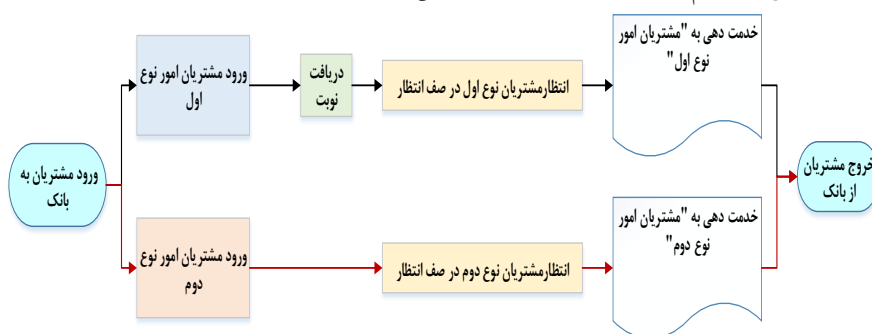 ورود مشتریان به
بانک
ورود مشتریان امور نوع
اول
دریافت
نوبت
انتظارمشتریان نوع اول در صف انتظار
خدمت دهی به "مشتریان امور
نوع اول"
ورود مشتریان امور نوع
دوم
انتظارمشتریان نوع دوم در صف انتظار
خدمت دهی به "مشتریان امور
نوع دوم"
خروج مشتریان
از بانک